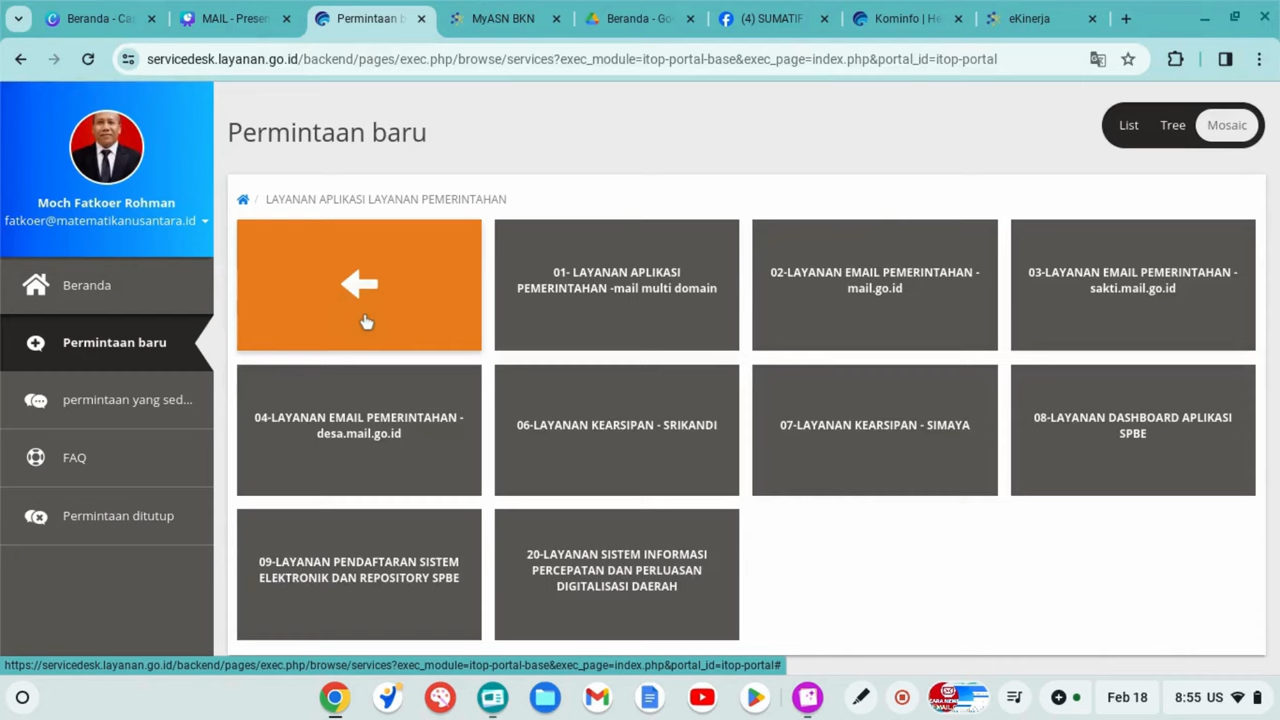 Beranda - Ca
MAIL - Presen
Permintaan b
MyASN BKN
Beranda - Go
(4) SUMATIF
Kominfo | He
eKinerja
servicedesk.layanan.go.id/backend/pages/exec.php/browse/services?exec_module=itop-portal-base&exec_page=index.php&portal_id=itop-portal
Moch Fatkoer Rohman
fatkoer@matematikanusantara.id
Beranda
Permintaan baru
permintaan yang sed...
FAQ
Permintaan ditutup
Permintaan baru
List Tree Mosaic
/ LAYANAN APLIKASI LAYANAN PEMERINTAHAN
01- LAYANAN APLIKASI
PEMERINTAHAN -mail multi domain
02-LAYANAN EMAIL PEMERINTAHAN -
mail.go.id
03-LAYANAN EMAIL PEMERINTAHAN -
sakti.mail.go.id
04-LAYANAN EMAIL PEMERINTAHAN -
desa.mail.go.id
06-LAYANAN KEARSIPAN - SRIKANDI
07-LAYANAN KEARSIPAN - SIMAYA
08-LAYANAN DASHBOARD APLIKASI
SPBE
09-LAYANAN PENDAFTARAN SISTEM
ELEKTRONIK DAN REPOSITORY SPBE
20-LAYANAN SISTEM INFORMASI
PERCEPATAN DAN PERLUASAN
DIGITALISASI DAERAH
https://servicedesk.layanan.go.id/backend/pages/exec.php/browse/services?exec_module=itop-portal-base&exec_page=index.php&portal_id=itop-portal#
Feb 18
8:55 US